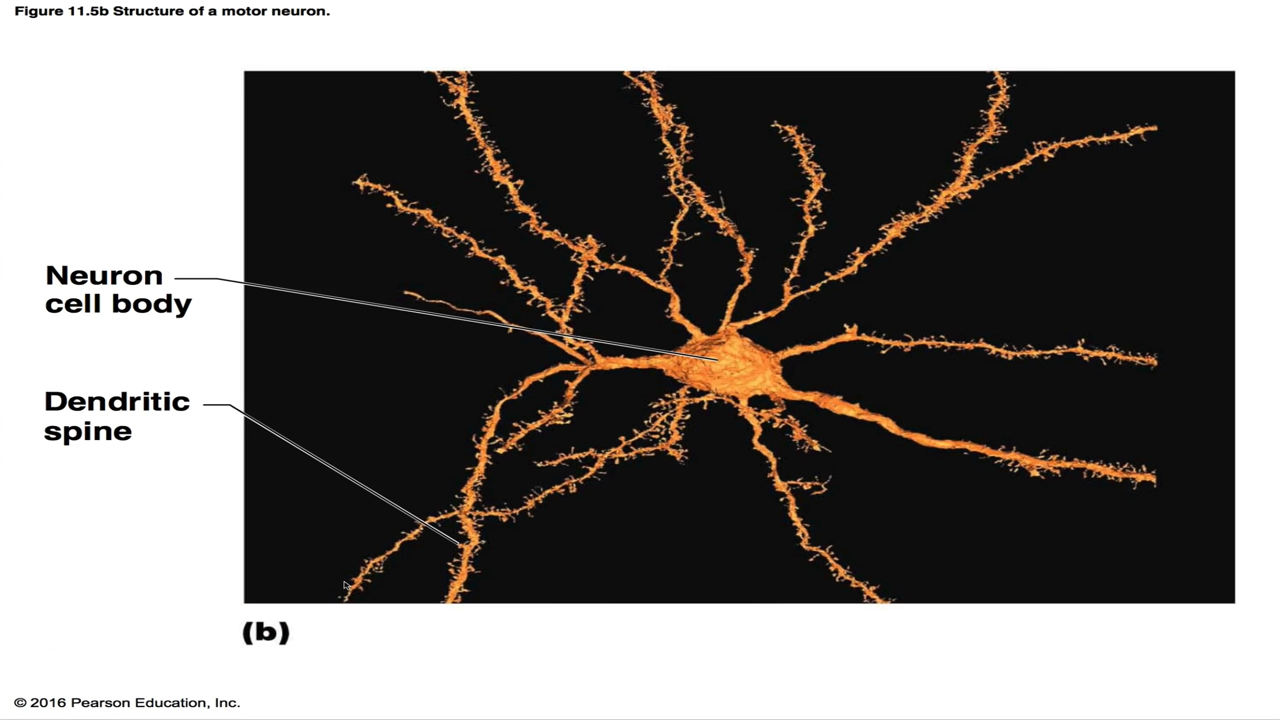 Figure 11.5b Structure of a motor neuron.
Neuron
cell body
Dendritic
spine
(b)
© 2016 Pearson Education, Inc.